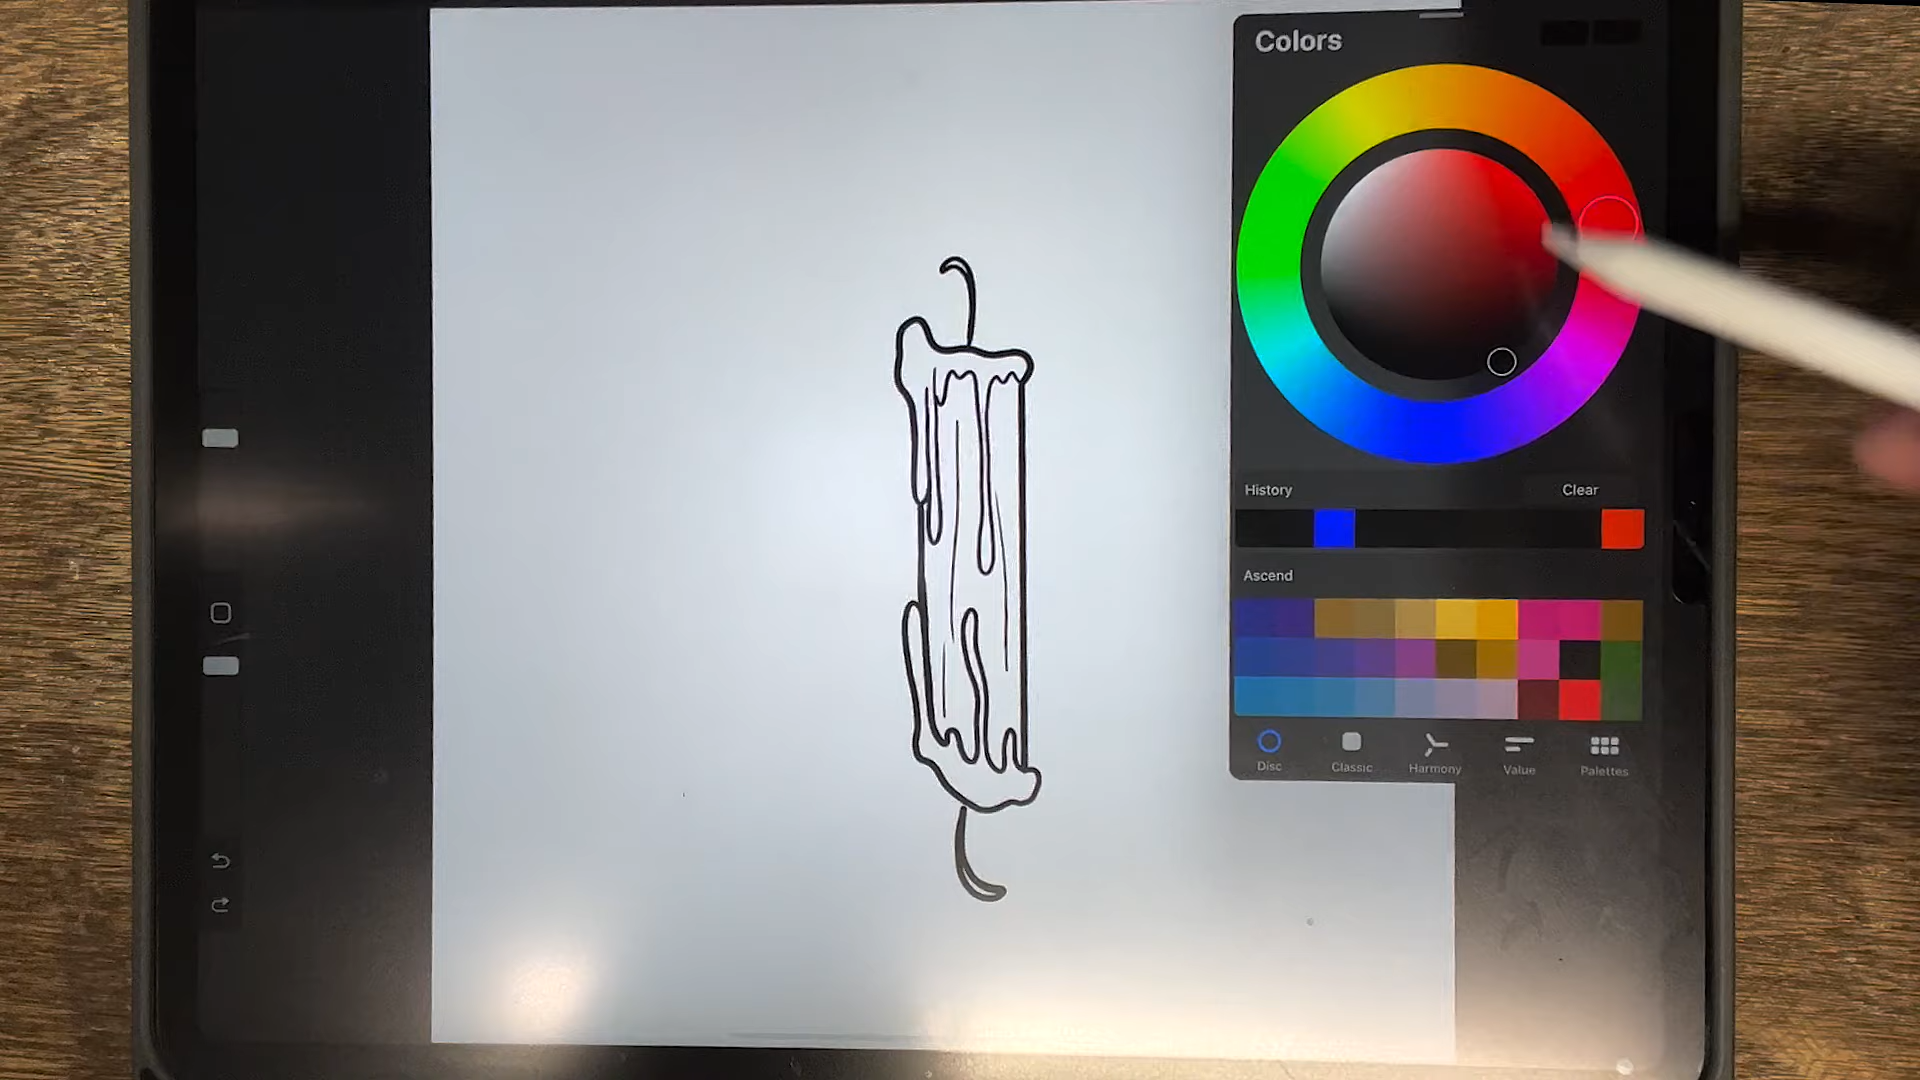 Colors
History
Clear
Ascend
Disc
Classic
Harmony
Value
Palettes